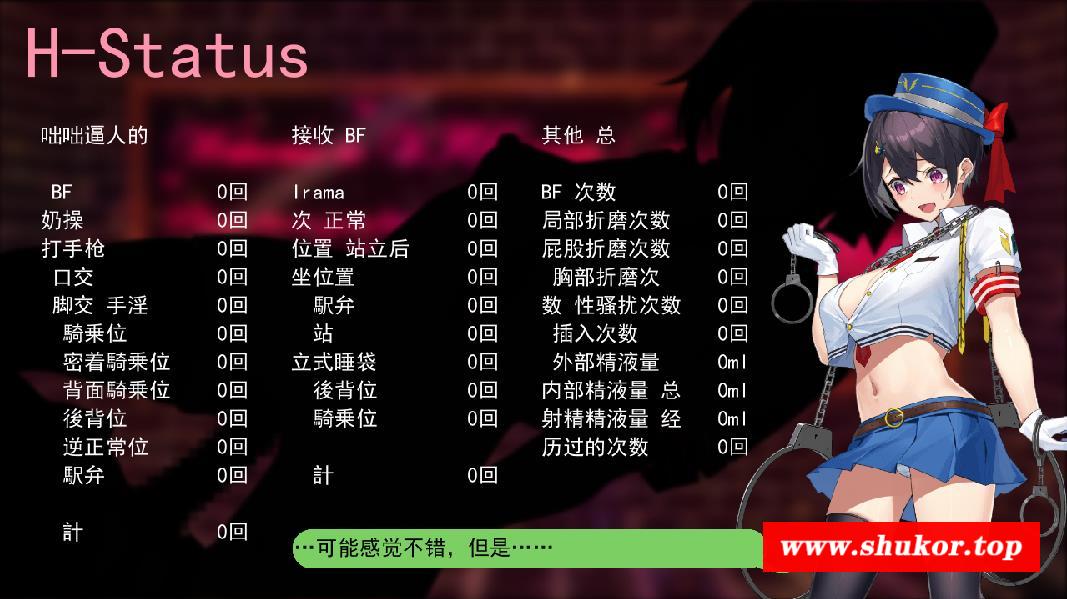 H-Status
咄咄逼人的
BF 0回
奶操 0回
打手枪 0回
口交 0回
脚交 手淫 0回
騎乗位 0回
密着騎乗位 0回
背面騎乗位 0回
後背位 0回
逆正常位 0回
駅弁 0回
計 0回
接收 BF
Irama 0回
次 正常 0回
位置 站立后 0回
坐位置 0回
駅弁 0回
站 0回
立式睡袋 0回
後背位 0回
騎乗位 0回
計 0回
其他 总
BF 次数 0回
局部折磨次数 0回
屁股折磨次数 0回
胸部折磨次 0回
数 性骚扰次数 0回
插入次数 0回
外部精液量 0ml
内部精液量 总 0ml
射精精液量 经 0ml
历过的次数 0回
…可能感觉不错，但是……
www.shukor.top